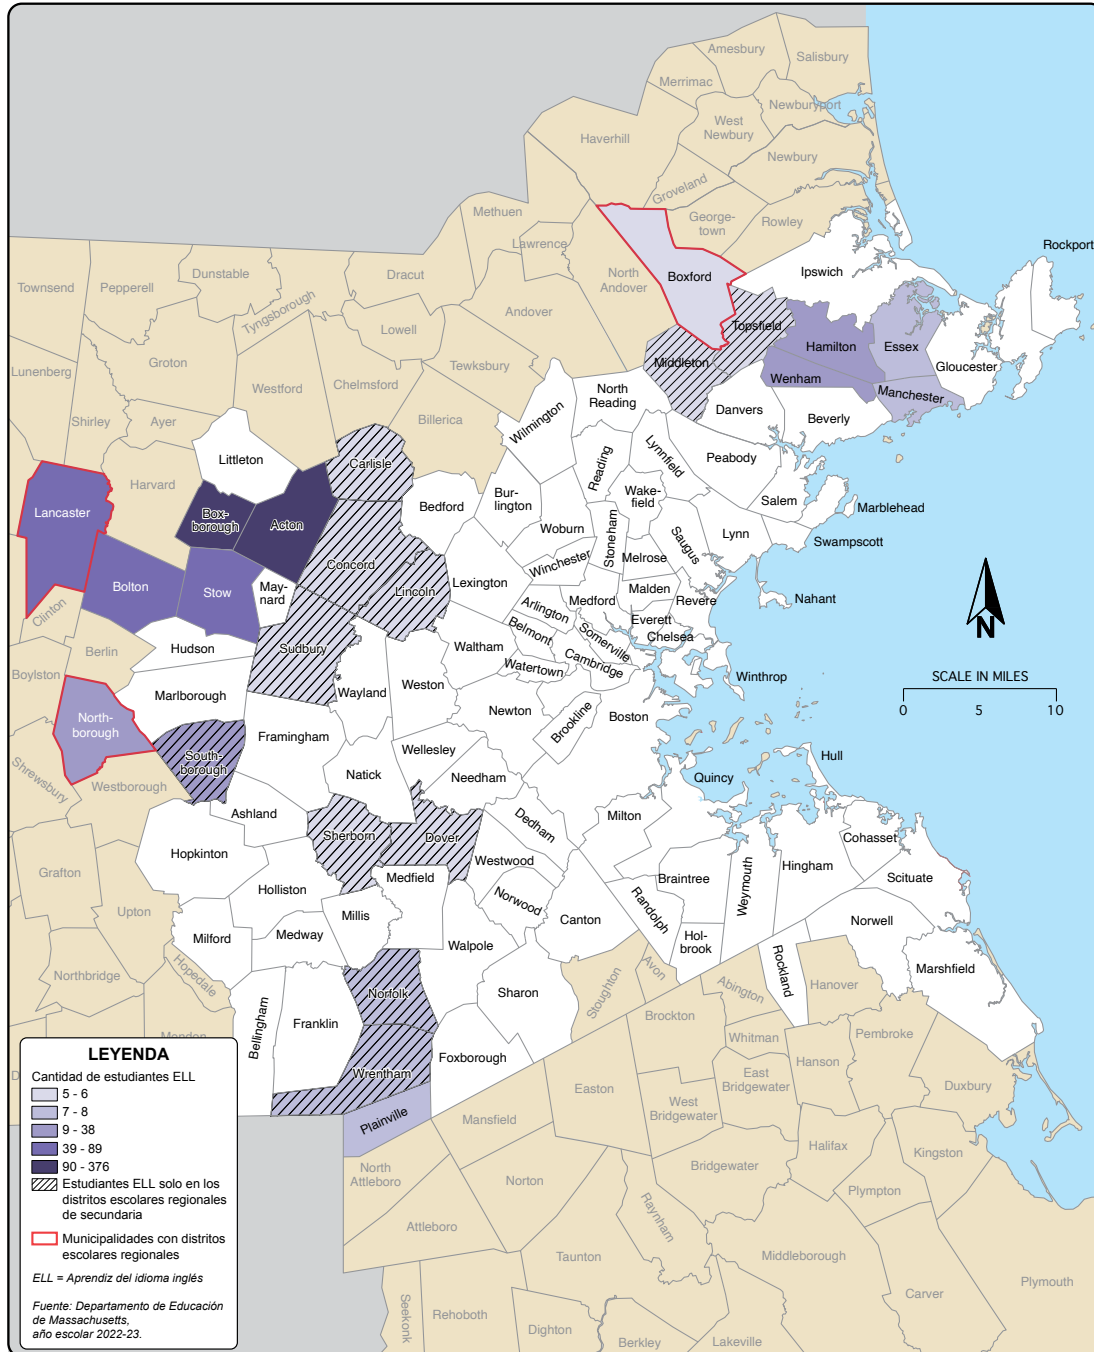 Amesbury
Salisbury
Merrimac
Newburyport
West
Newbury
Haverhill
Newbury
Groveland
George-
town
Rowley
Methuen
Lawrence
North
Andover
Boxford
Ipswich
Rockport
Townsend
Pepperell
Dunstable
Tyngsborough
Dracut
Lowell
Andover
Topsfield
Hamilton
Essex
Gloucester
Lunenberg
Groton
Westford
Chelmsford
Tewksbury
Middleton
Wenham
Manchester
Shirley
Ayer
Billerica
Wilmington
North
Reading
Danvers
Beverly
Littleton
Carlisle
Reading
Lynnfield
Peabody
Harvard
Lancaster
Box-
borough
Acton
Bedford
Bur-
lington
Wake-
field
Salem
Marblehead
Woburn
Stoneham
Saugus
Lynn
Swampscott
Concord
Winchester
Melrose
Bolton
Stow
May-
nard
Lincoln
Lexington
Malden
Revere
Nahant
Clinton
Arlington
Medford
Everett
Chelsea
Belmont
Somerville
Berlin
Hudson
Sudbury
Waltham
Cambridge
Watertown
Winthrop
Boylston
Marlborough
Wayland
Weston
Newton
Brookline
Boston
North-
borough
Framingham
Wellesley
South-
borough
Natick
Needham
Quincy
Hull
Shrewsbury
Westborough
Ashland
Sherborn
Dover
Dedham
Milton
Cohasset
Hopkinton
Westwood
Medfield
Braintree
Weymouth
Hingham
Scituate
Grafton
Holliston
Norwood
Canton
Randolph
Hol-
brook
Norwell
Upton
Millis
Medway
Milford
Walpole
Rockland
Marshfield
Northbridge
Hopedale
Norfolk
Sharon
Stoughton
Avon
Abington
Hanover
Bellingham
Franklin
Brockton
Whitman
Pembroke
Mendon
Wrentham
Foxborough
East
Bridgewater
Hanson
Duxbury
D
Easton
West
Bridgewater
Plainville
Mansfield
Halifax
Kingston
North
Attleboro
Norton
Bridgewater
Plympton
Attleboro
Raynham
Taunton
Middleborough
Plymouth
Seekonk
Rehoboth
Dighton
Berkley
Lakeville
Carver
N
SCALE IN MILES
0 5 10
LEYENDA
Cantidad de estudiantes ELL
5 - 6
7 - 8
9 - 38
39 - 89
90 - 376
Estudiantes ELL solo en los
distritos escolares regionales
de secundaria
Municipalidades con distritos
escolares regionales
ELL = Aprendiz del idioma inglés
Fuente: Departamento de Educación
de Massachusetts,
año escolar 2022-23.